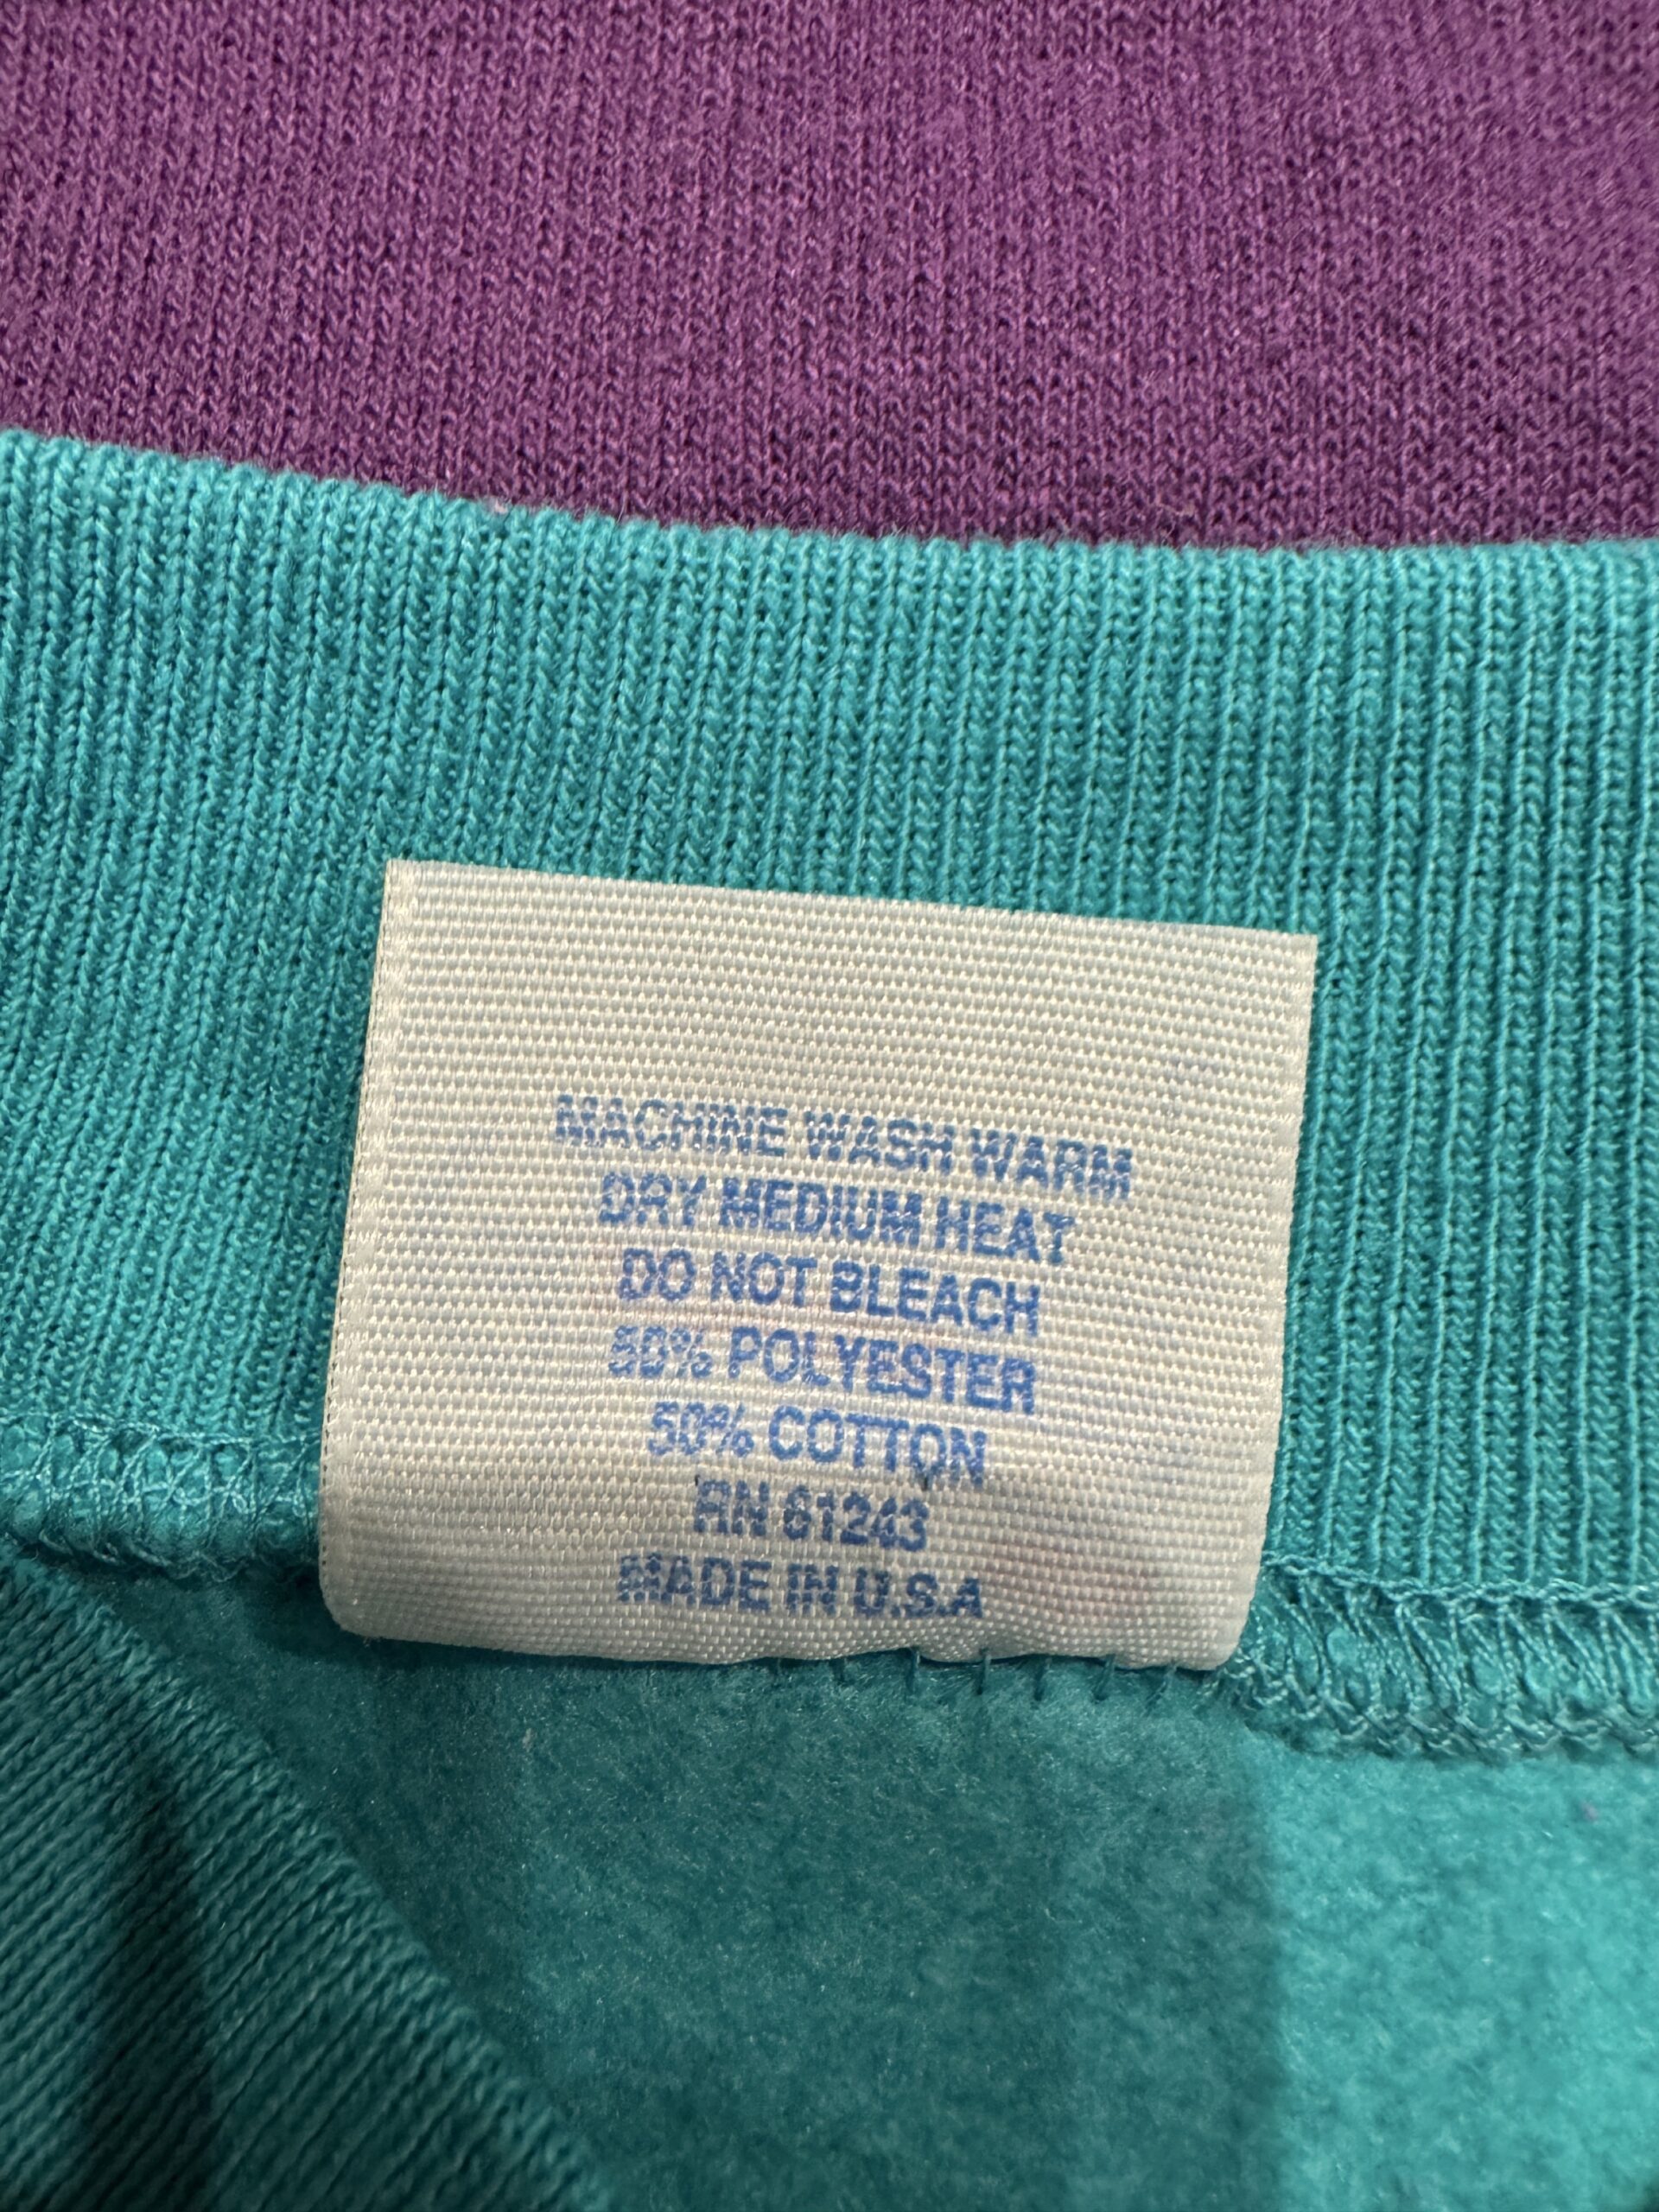 MACHINE WASH WARM
DRY MEDIUM HEAT
DO NOT BLEACH
50% POLYESTER
50% COTTON
RN 61243
MADE IN U.S.A